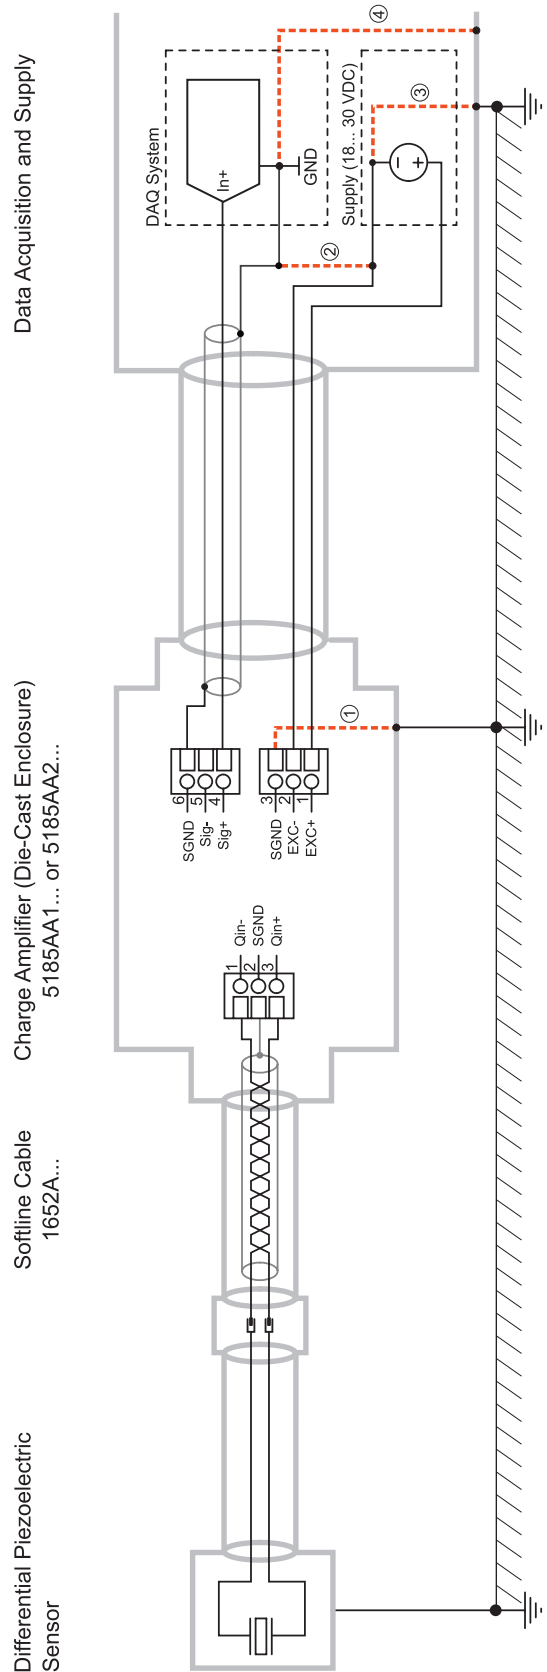 Differential Piezoelectric
Sensor
Softline Cable
1652A...
Charge Amplifier (Die-Cast Enclosure)
5185AA1... or 5185AA2...
Data Acquisition and Supply
1 Qin-
2 SGND
3 Qin+
SGND 6
Sig- 5
Sig+ 4
SGND 3
EXC- 2
EXC+ 1
①
DAQ System
In+
GND
②
Supply (18... 30 VDC)
− +
③
④